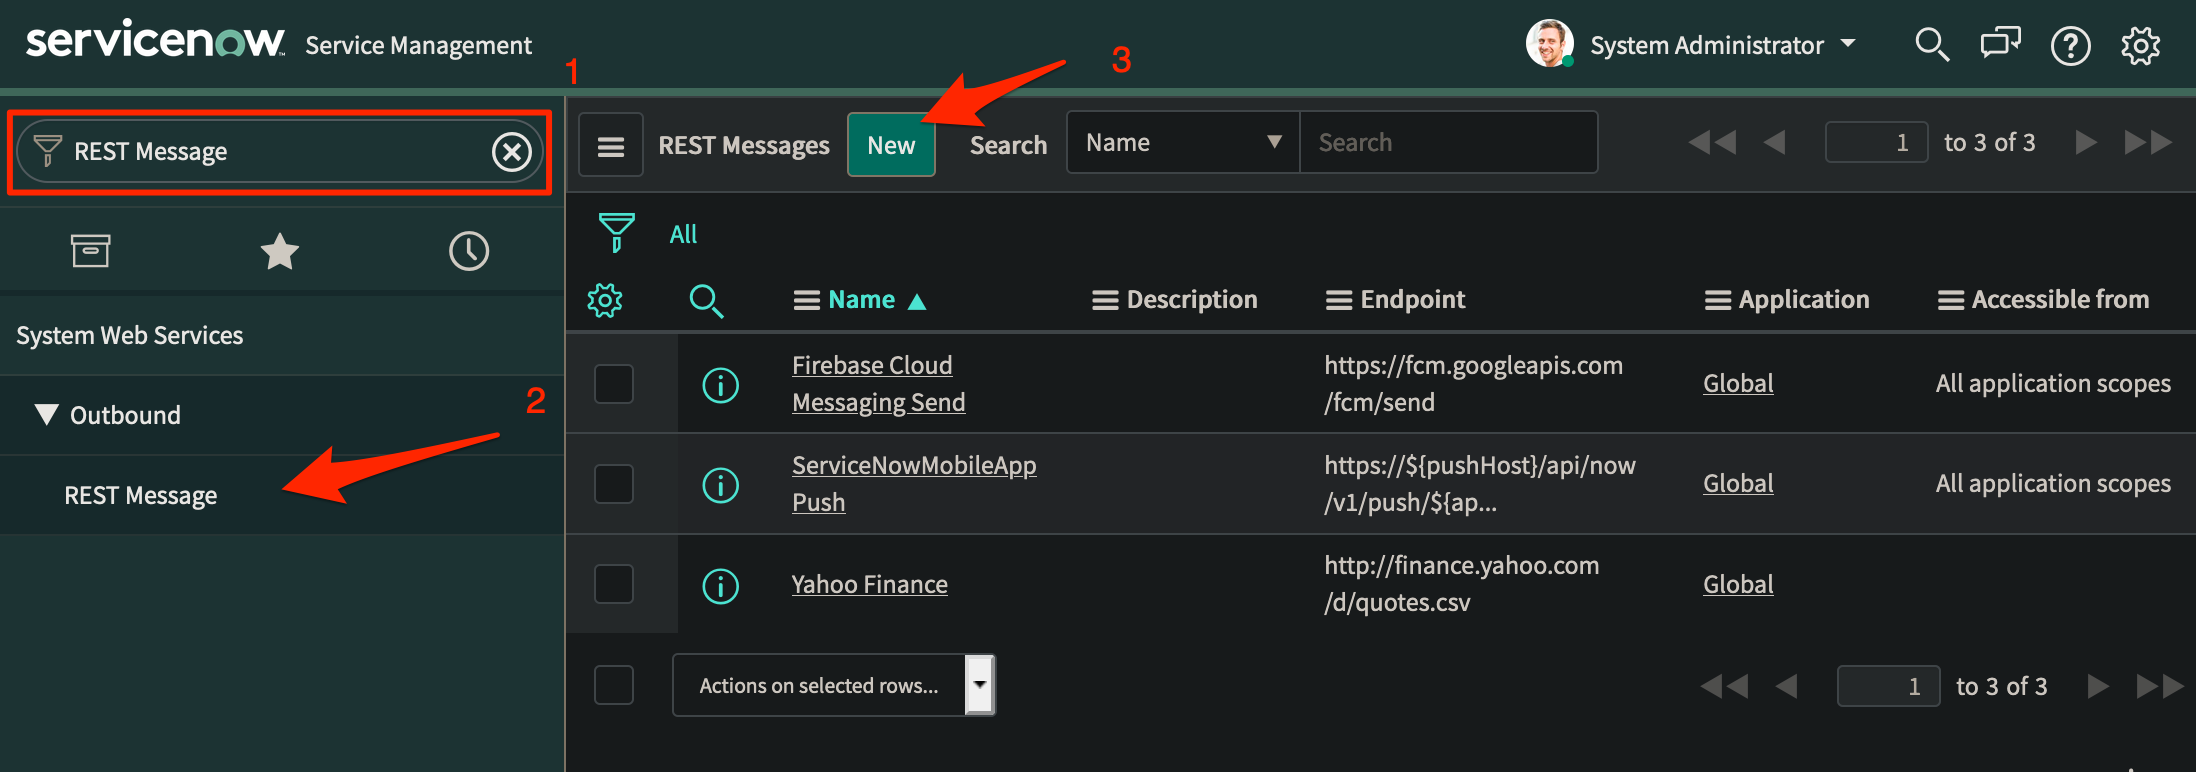 servicenow™ Service Management
System Administrator
1
3
REST Message
REST Messages New Search Name Search 1 to 3 of 3
All
Name Description Endpoint Application Accessible from
System Web Services
Outbound
2
REST Message
Firebase Cloud
Messaging Send
https://fcm.googleapis.com
/fcm/send
Global
All application scopes
ServiceNowMobileApp
Push
https://${pushHost}/api/now
/v1/push/${ap...
Global
All application scopes
Yahoo Finance
http://finance.yahoo.com
/d/quotes.csv
Global
Actions on selected rows... 1 to 3 of 3